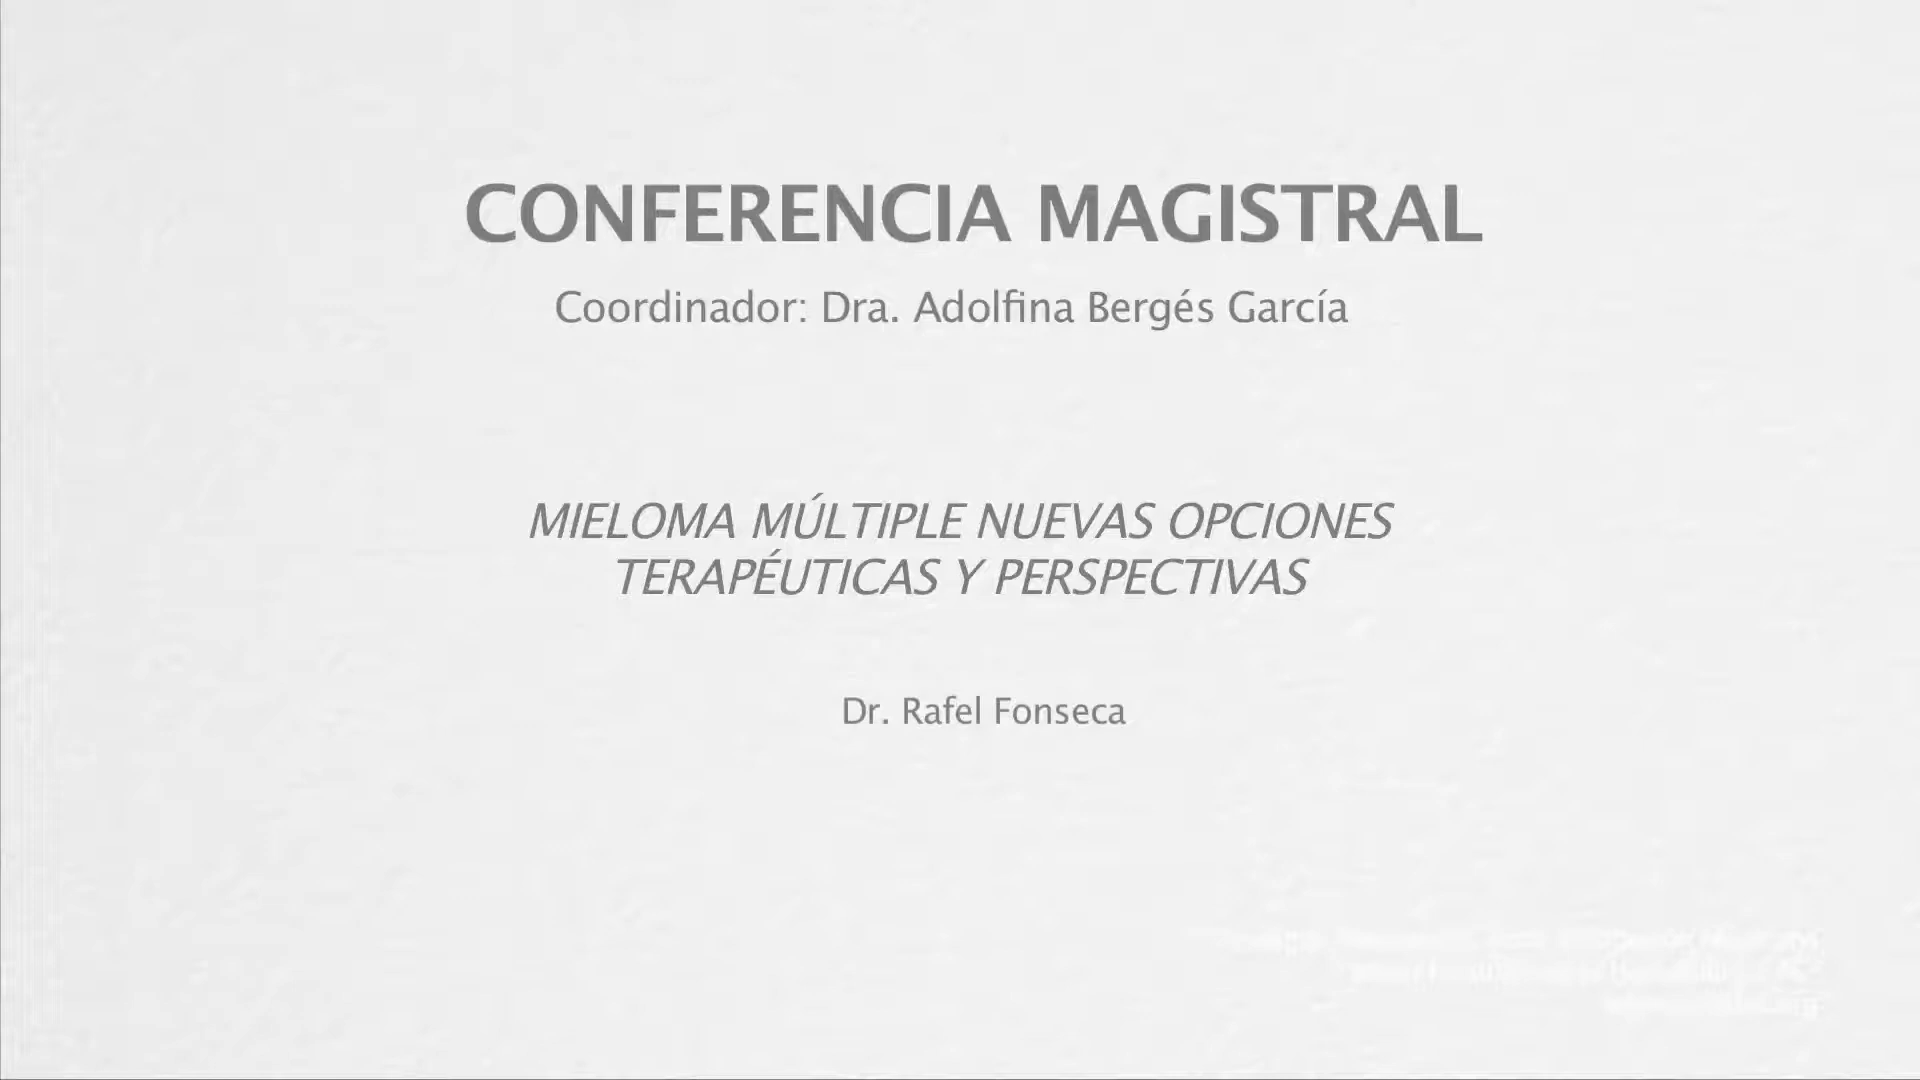 CONFERENCIA MAGISTRAL
Coordinador: Dra. Adolfina Bergés García
MIELOMA MÚLTIPLE NUEVAS OPCIONES
TERAPÉUTICAS Y PERSPECTIVAS
Dr. Rafel Fonseca